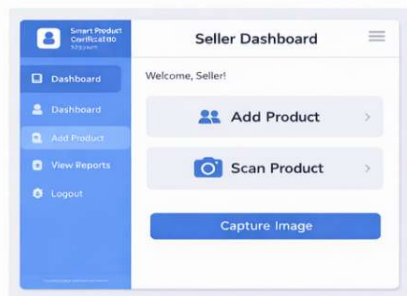 Smart Product
Seller Dashboard
Dashboard
Welcome, Seller!
Dashboard
Add Product
Add Product
Scan Product
View Reports
Logout
Capture Image